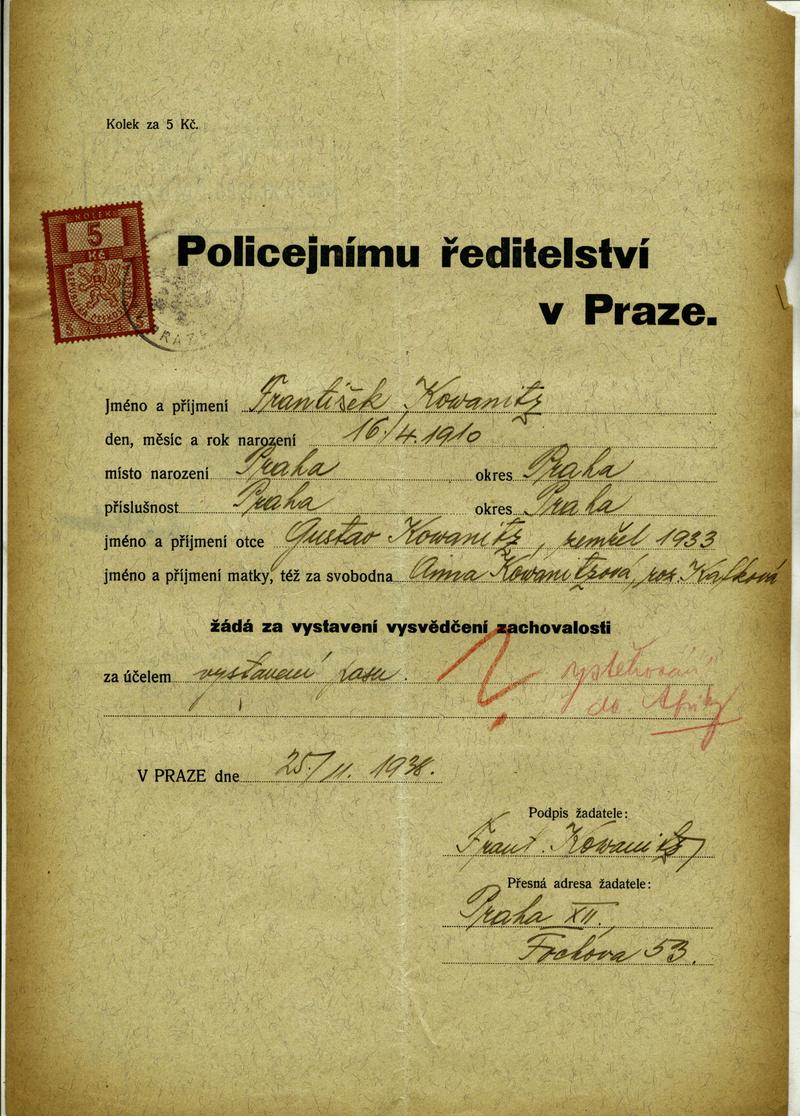 Kolek za 5 Kč.
KOLEK
5
Kč
Policejnímu ředitelství
v Praze.
PRAZE
Jméno a příjmení František Kowanitz
den, měsíc a rok narození 16/4. 1910
místo narození Praha okres Praha
příslušnost Praha okres Praha
jméno a příjmení otce Gustav Kowanitz, zemřel 1933
jméno a příjmení matky, též za svobodna Anna Kowanitzová, roz. Kafková
žádá za vystavení vysvědčení zachovalosti
za účelem vystavení pasu. ? vystěhování
do Afriky
V PRAZE dne 25/11. 1938.
Podpis žadatele:
Frant. Kowanitz
Přesná adresa žadatele:
Praha XII.,
Fochova 53.